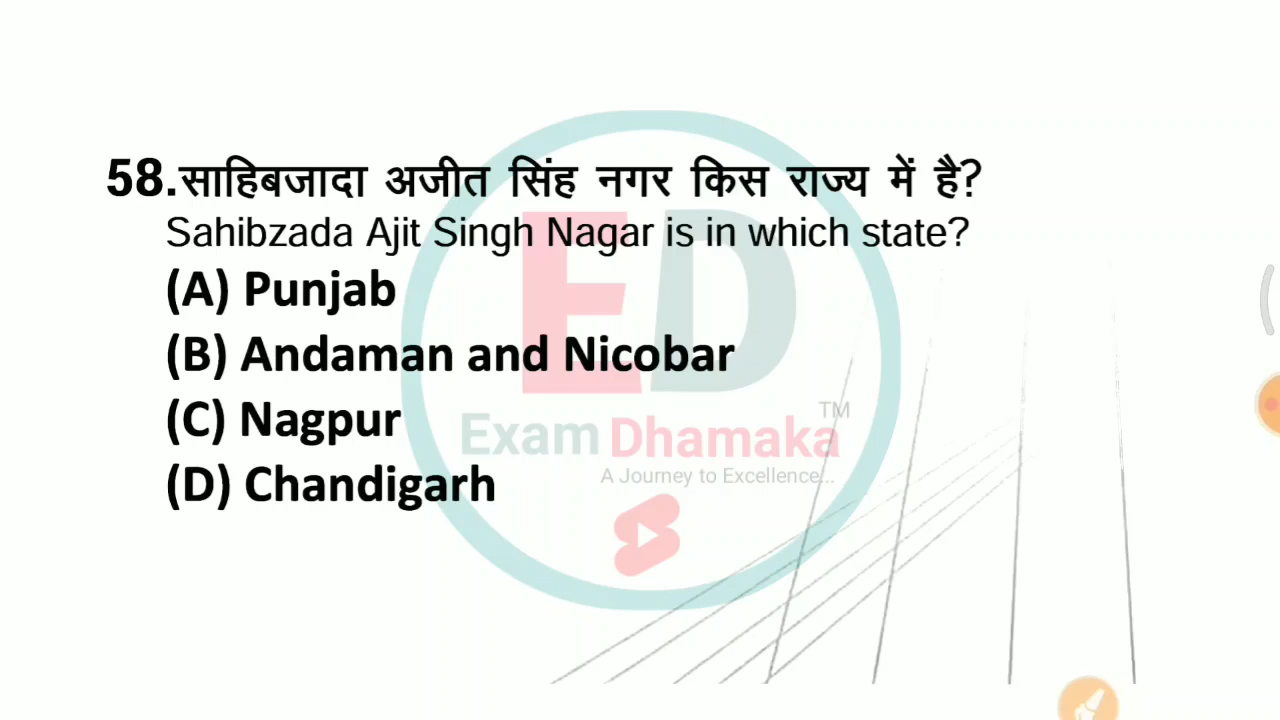 58.साहिबजादा अजीत सिंह नगर किस राज्य में है?
Sahibzada Ajit Singh Nagar is in which state?
(A) Punjab
(B) Andaman and Nicobar
(C) Nagpur
(D) Chandigarh
ED
Exam Dhamaka TM
A Journey to Excellence...